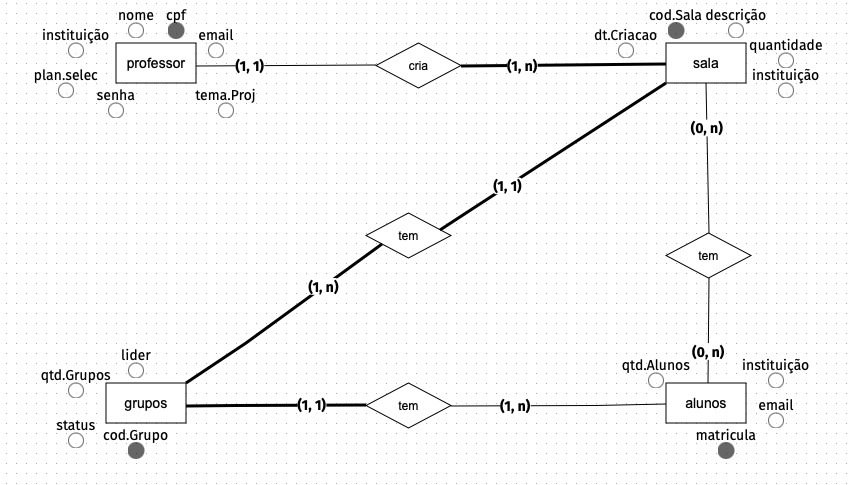 nome cpf
instituição email
professor
plan.selec
senha tema.Proj
(1, 1)
cria
(1, n)
cod.Sala descrição
dt.Criacao
quantidade
sala
instituição
(0, n)
(1, 1)
tem
tem
(1, n)
(0, n)
lider
qtd.Grupos
grupos
status
cod.Grupo
(1, 1)
tem
(1, n)
qtd.Alunos instituição
alunos
email
matricula